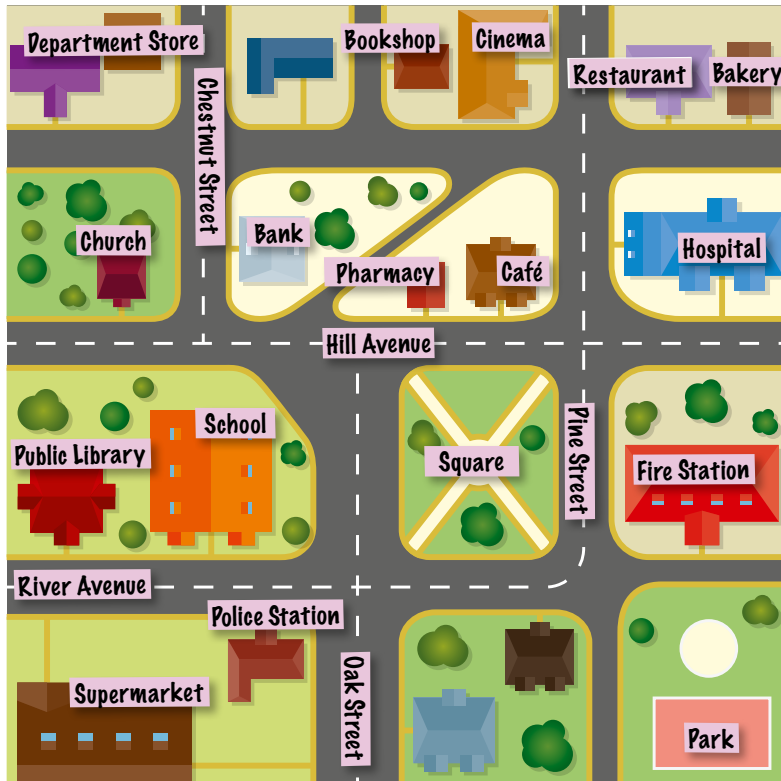 Department Store
Bookshop
Cinema
Restaurant
Bakery
Chestnut Street
Church
Bank
Pharmacy
Café
Hospital
Hill Avenue
School
Public Library
Square
Pine Street
Fire Station
River Avenue
Police Station
Oak Street
Supermarket
Park